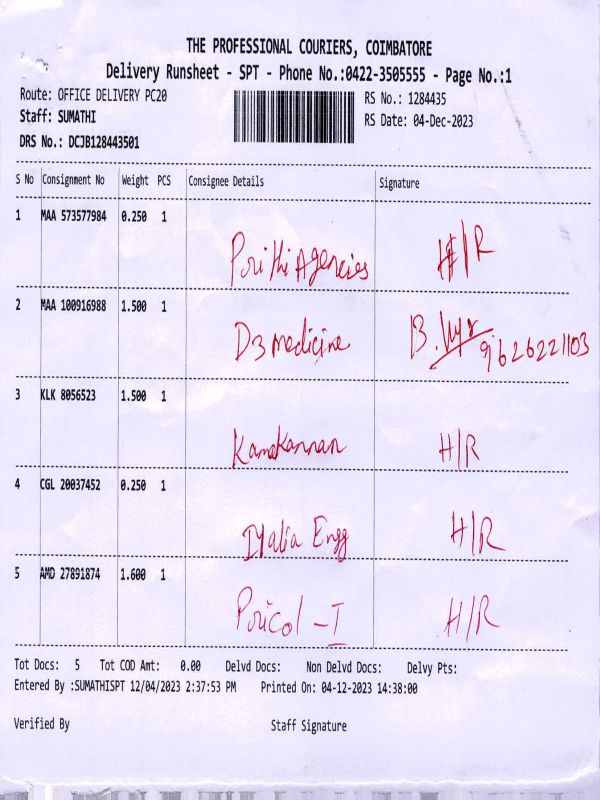 THE PROFESSIONAL COURIERS, COIMBATORE
Delivery Runsheet - SPT - Phone No.:0422-3505555 - Page No.:1
Route: OFFICE DELIVERY PC20 RS No.: 1284435
Staff: SUMATHI RS Date: 04-Dec-2023
DRS No.: DCJB128443501
S No Consignment No Weight PCS Consignee Details Signature
1 MAA 573577984 0.250 1
Agencies H/R
2 MAA 100916988 1.500 1
D3 medicine B. 9626221103
3 KLK 8056523 1.500 1
Kamakannan H/R
4 CGL 20037452 0.250 1
Engg H/R
5 AMD 27891874 1.600 1
Pricol - I H/R
Tot Docs: 5 Tot COD Amt: 0.00 Delvd Docs: Non Delvd Docs: Delvy Pts:
Entered By :SUMATHISPT 12/04/2023 2:37:53 PM Printed On: 04-12-2023 14:38:00
Verified By Staff Signature